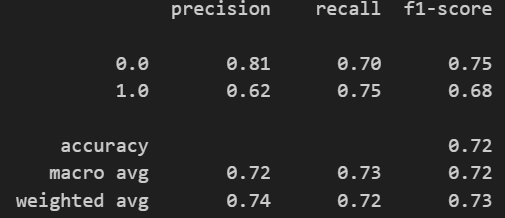 precision recall f1-score
0.0 0.81 0.70 0.75
1.0 0.62 0.75 0.68
accuracy 0.72
macro avg 0.72 0.73 0.72
weighted avg 0.74 0.72 0.73